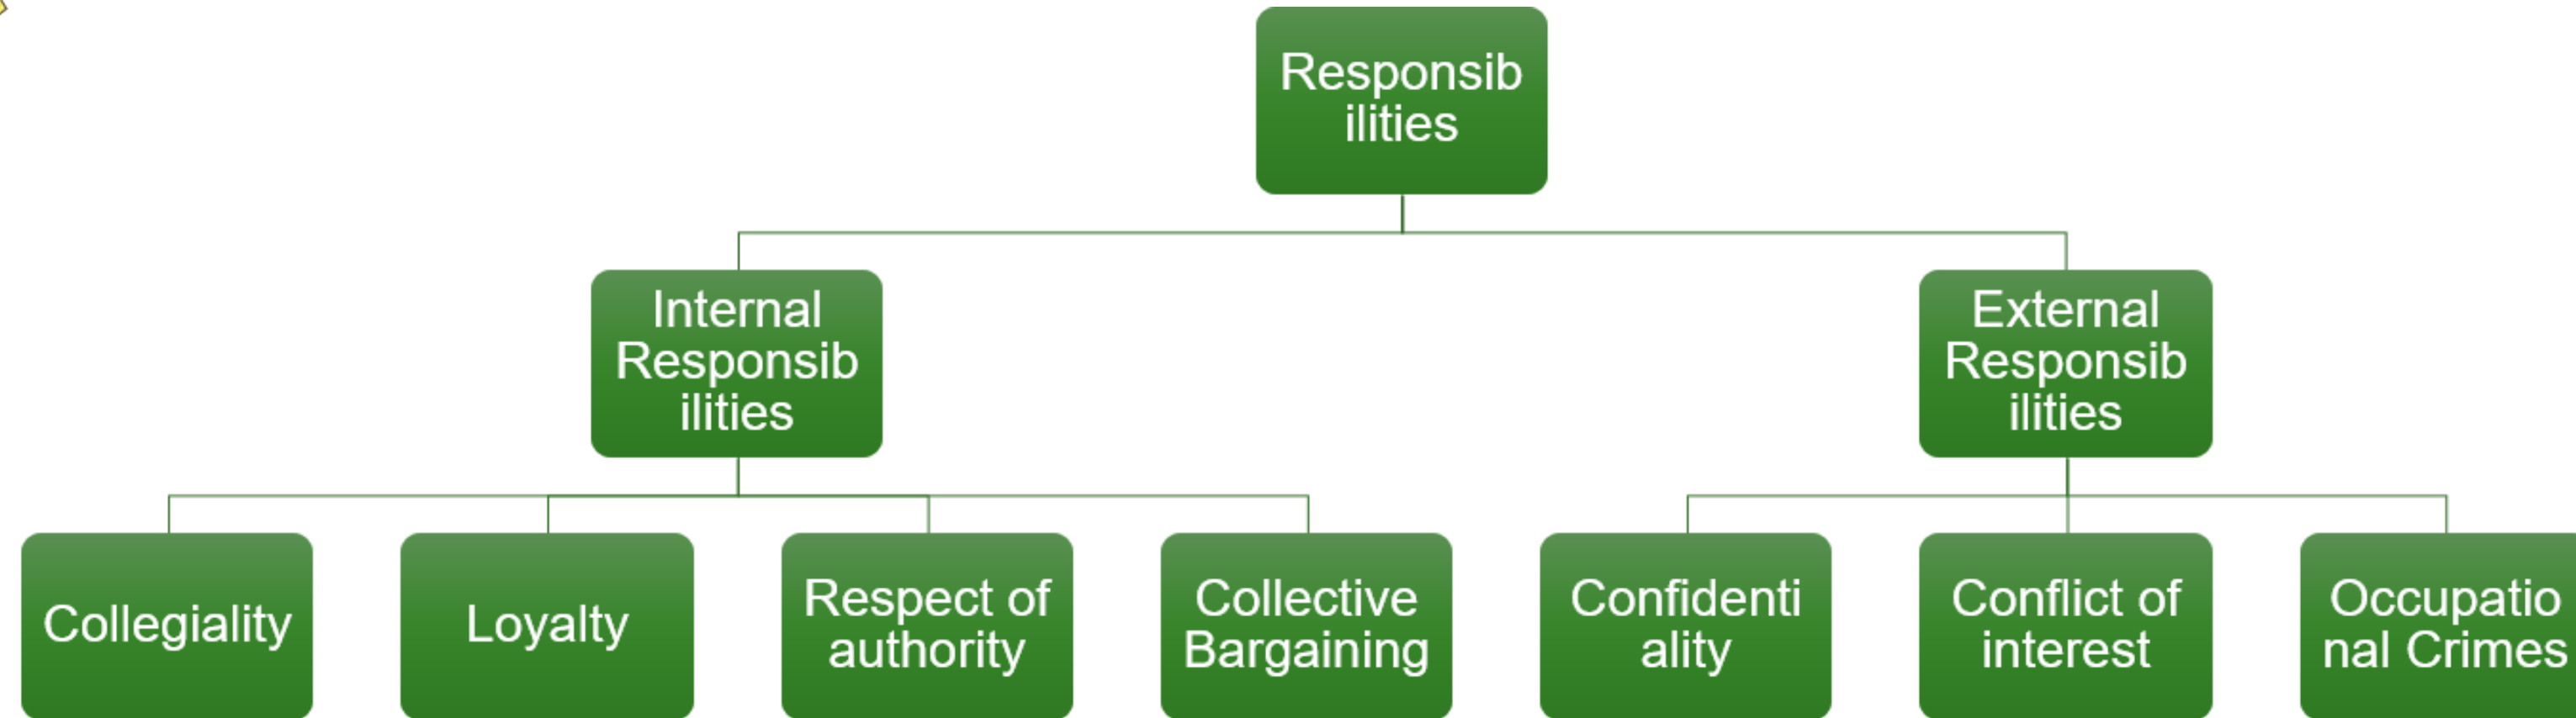 Responsib
ilities
Internal
Responsib
ilities
External
Responsib
ilities
Collegiality
Loyalty
Respect of
authority
Collective
Bargaining
Confidenti
ality
Conflict of
interest
Occupatio
nal Crimes